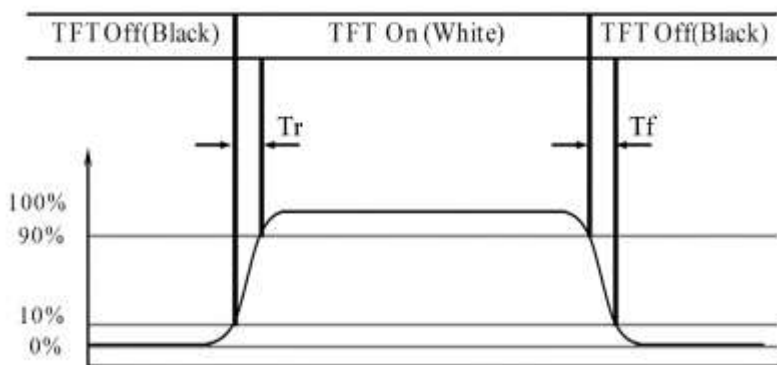 TFT Off(Black) TFT On (White) TFT Off(Black)
Tr Tf
100%
90%
10%
0%